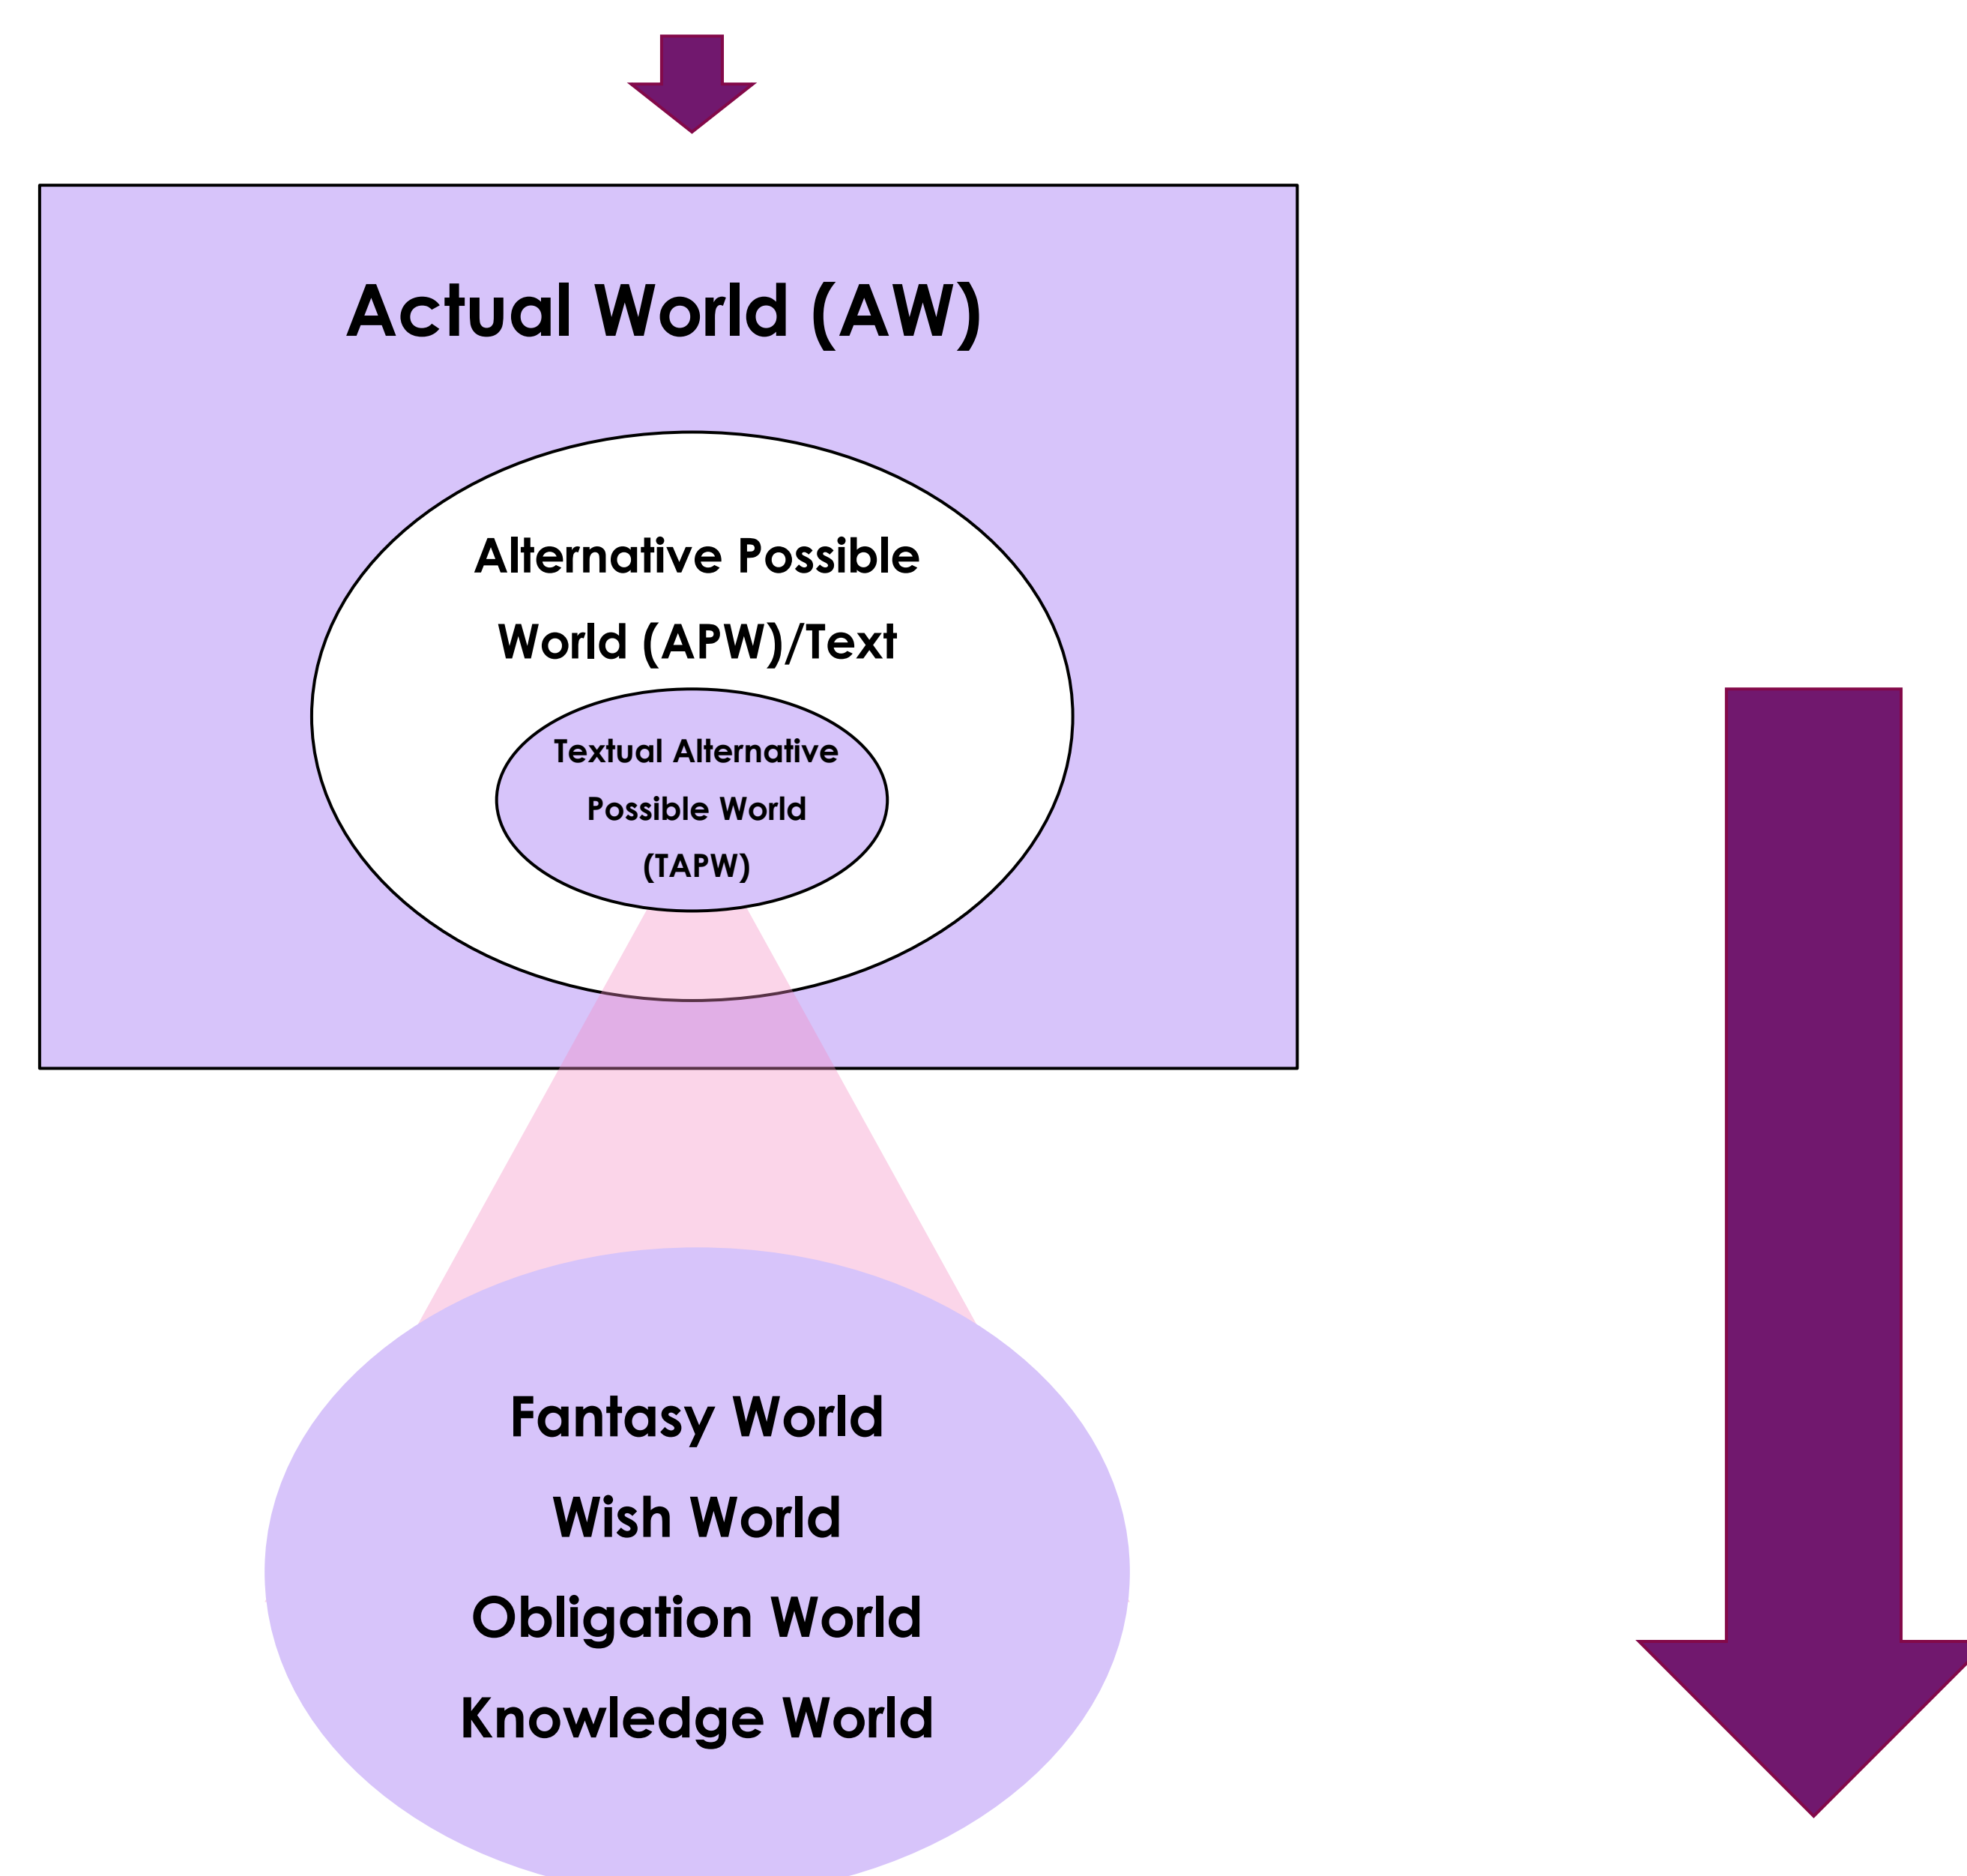 Actual World (AW)
Alternative Possible
World (APW)/Text
Textual Alternative
Possible World
(TAPW)
Fantasy World
Wish World
Obligation World
Knowledge World